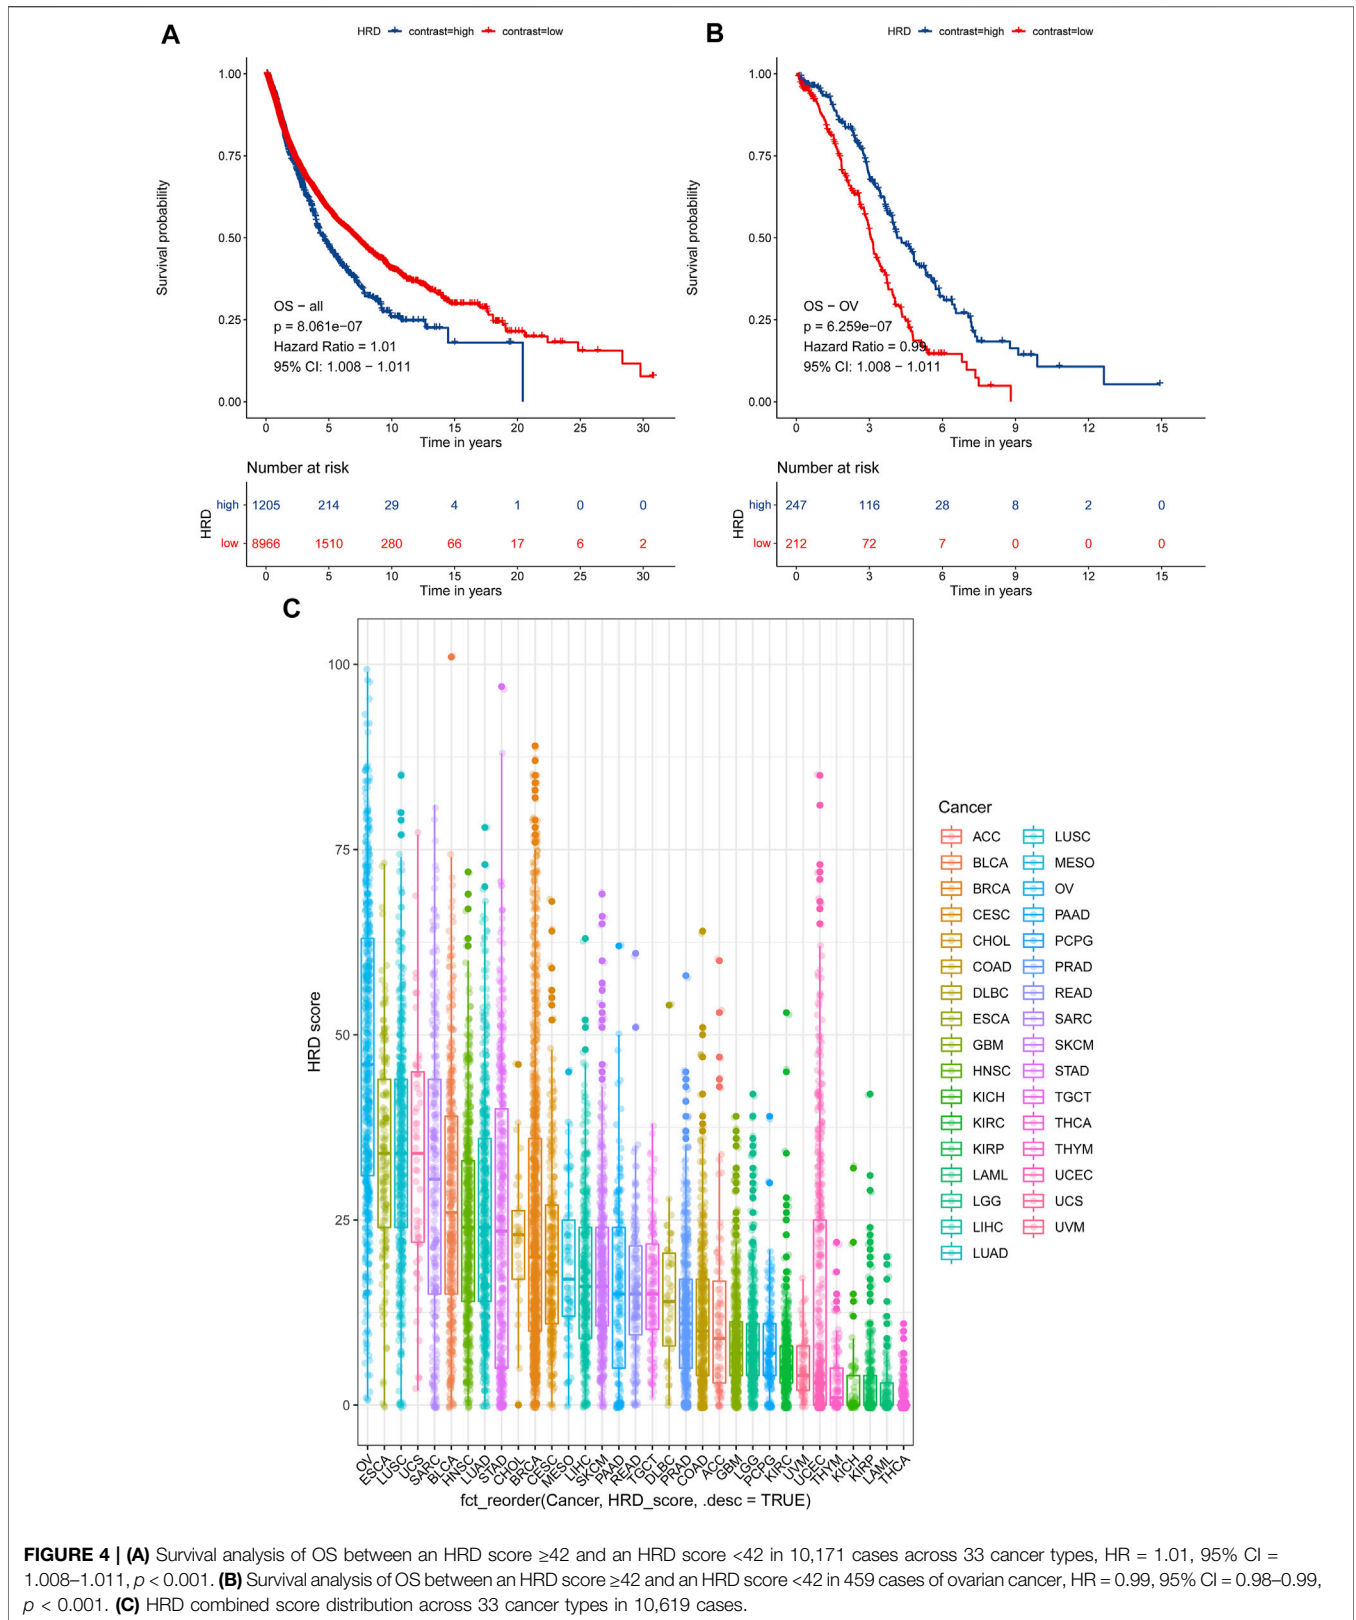 A
HRD contrast=high contrast=low
1.00
0.75
0.50
0.25
0.00
Survival probability
OS − all
p = 8.061e−07
Hazard Ratio = 1.01
95% CI: 1.008 − 1.011
0 5 10 15 20 25 30
Time in years
Number at risk
HRD
high 1205 214 29 4 1 0 0
low 8966 1510 280 66 17 6 2
0 5 10 15 20 25 30
Time in years
B
HRD contrast=high contrast=low
1.00
0.75
0.50
0.25
0.00
Survival probability
OS − OV
p = 6.259e−07
Hazard Ratio = 0.99
95% CI: 1.008 − 1.011
0 3 6 9 12 15
Time in years
Number at risk
HRD
high 247 116 28 8 2 0
low 212 72 7 0 0 0
0 3 6 9 12 15
Time in years
C
100
75
50
25
0
HRD score
OV ESCA LUSC UCS SARC BLCA HNSC LUAD STAD CHOL BRCA CESC MESO LIHC SKCM PAAD READ TGCT DLBC PRAD COAD ACC GBM LGG PCPG KIRC UVM UCEC THYM KICH KIRP LAML THCA
fct_reorder(Cancer, HRD_score, .desc = TRUE)
Cancer
ACC LUSC
BLCA MESO
BRCA OV
CESC PAAD
CHOL PCPG
COAD PRAD
DLBC READ
ESCA SARC
GBM SKCM
HNSC STAD
KICH TGCT
KIRC THCA
KIRP THYM
LAML UCEC
LGG UCS
LIHC UVM
LUAD
FIGURE 4 | (A) Survival analysis of OS between an HRD score ≥42 and an HRD score <42 in 10,171 cases across 33 cancer types, HR = 1.01, 95% CI =
1.008–1.011, p < 0.001. (B) Survival analysis of OS between an HRD score ≥42 and an HRD score <42 in 459 cases of ovarian cancer, HR = 0.99, 95% CI = 0.98–0.99,
p < 0.001. (C) HRD combined score distribution across 33 cancer types in 10,619 cases.